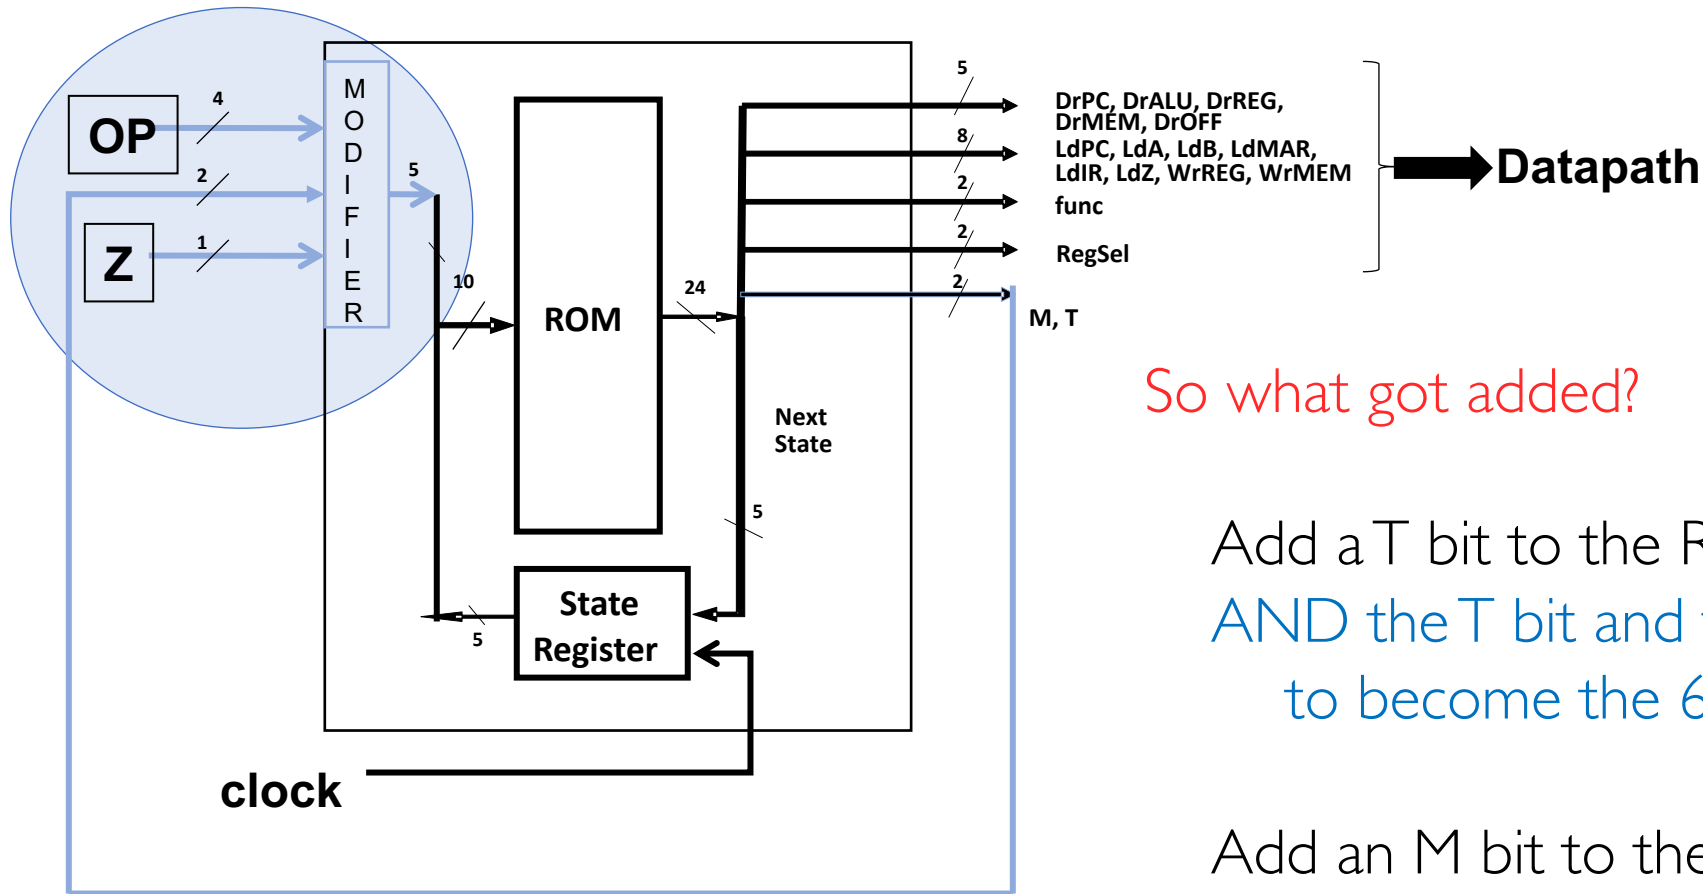 OP
4
2
Z
1
M
O
D
I
F
I
E
R
5
10
ROM
24
5
DrPC, DrALU, DrREG,
DrMEM, DrOFF
8
LdPC, LdA, LdB, LdMAR,
LdIR, LdZ, WrREG, WrMEM
2
func
2
RegSel
2
M, T
Datapath
Next
State
5
State
Register
5
clock
So what got added?
Add a T bit to the
AND the T bit and
to become the
Add an M bit to the